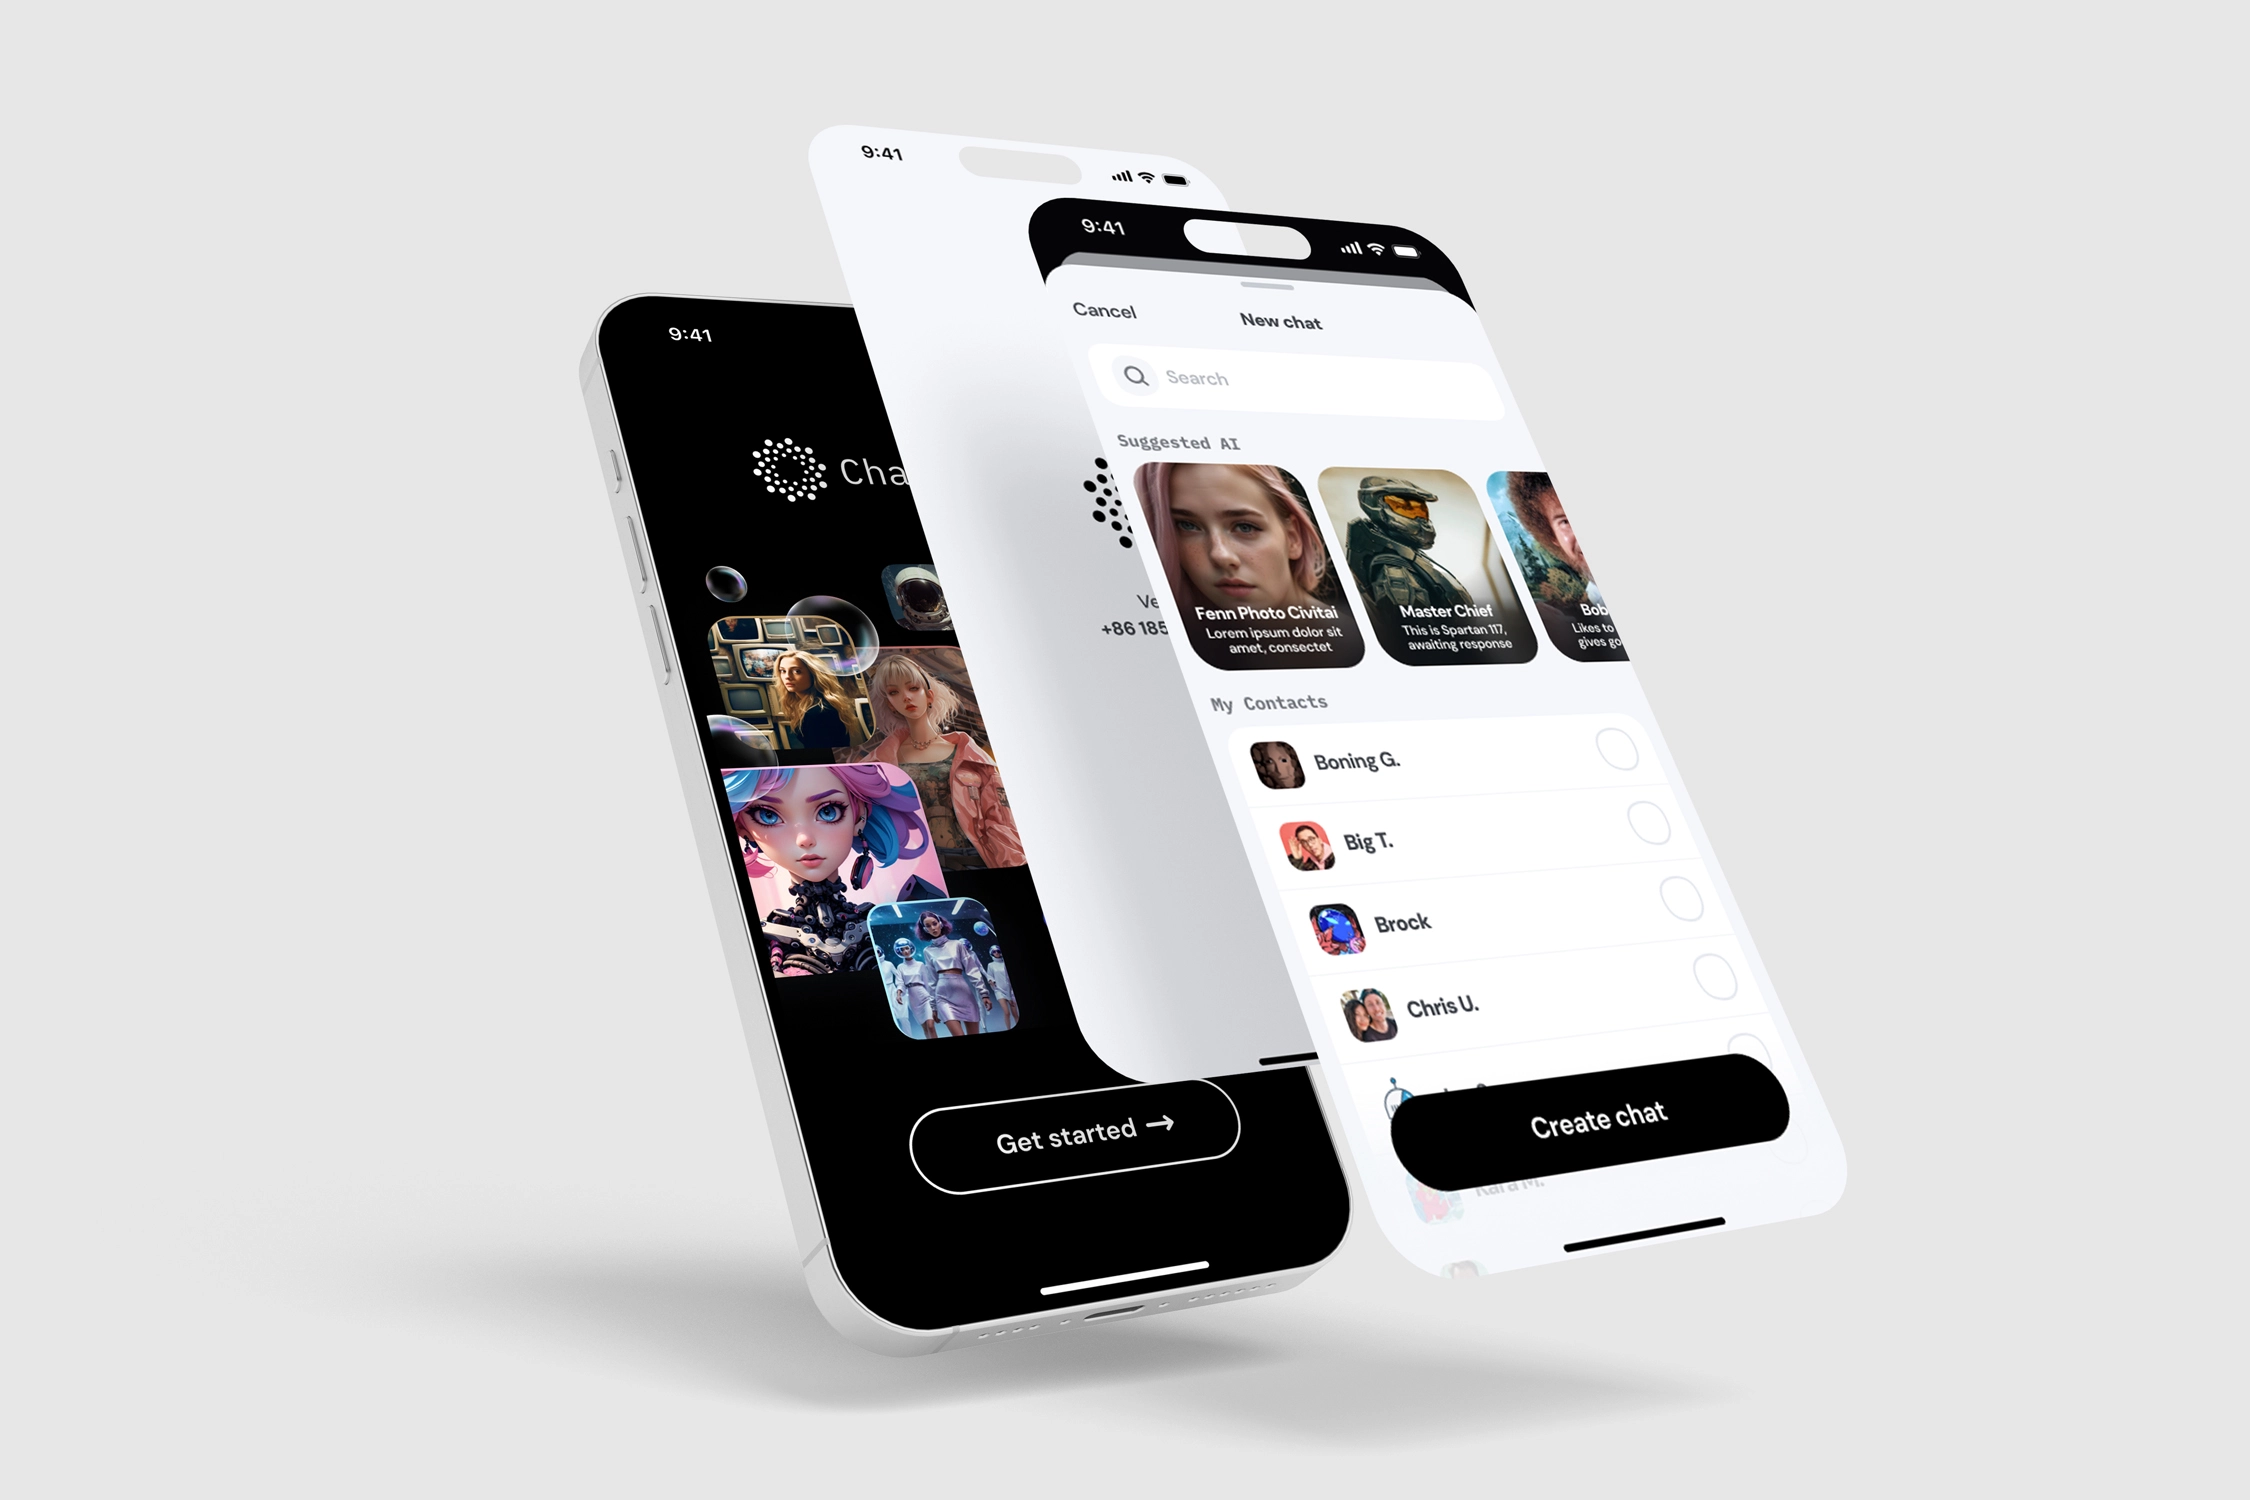 9:41
Cha
Get started →
9:41
Ve
+86 185
9:41
Cancel
New chat
Search
Suggested AI
Fenn Photo Civitai
Lorem ipsum dolor sit
amet, consectet
Master Chief
This is Spartan 117,
awaiting response
Bob
Likes to
gives go
My Contacts
Boning G.
Big T.
Brock
Chris U.
Create chat
Kara M.